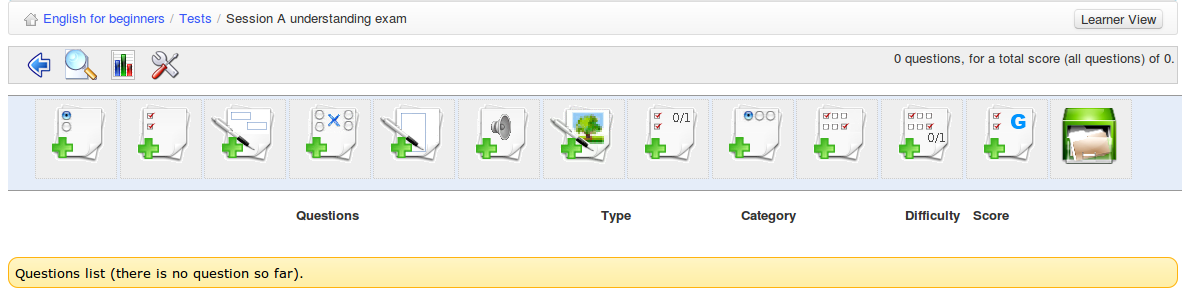 English for beginners / Tests / Session A understanding exam
Learner View
0 questions, for a total score (all questions) of 0.
0/1
0/1
G
Questions Type Category Difficulty Score
Questions list (there is no question so far).